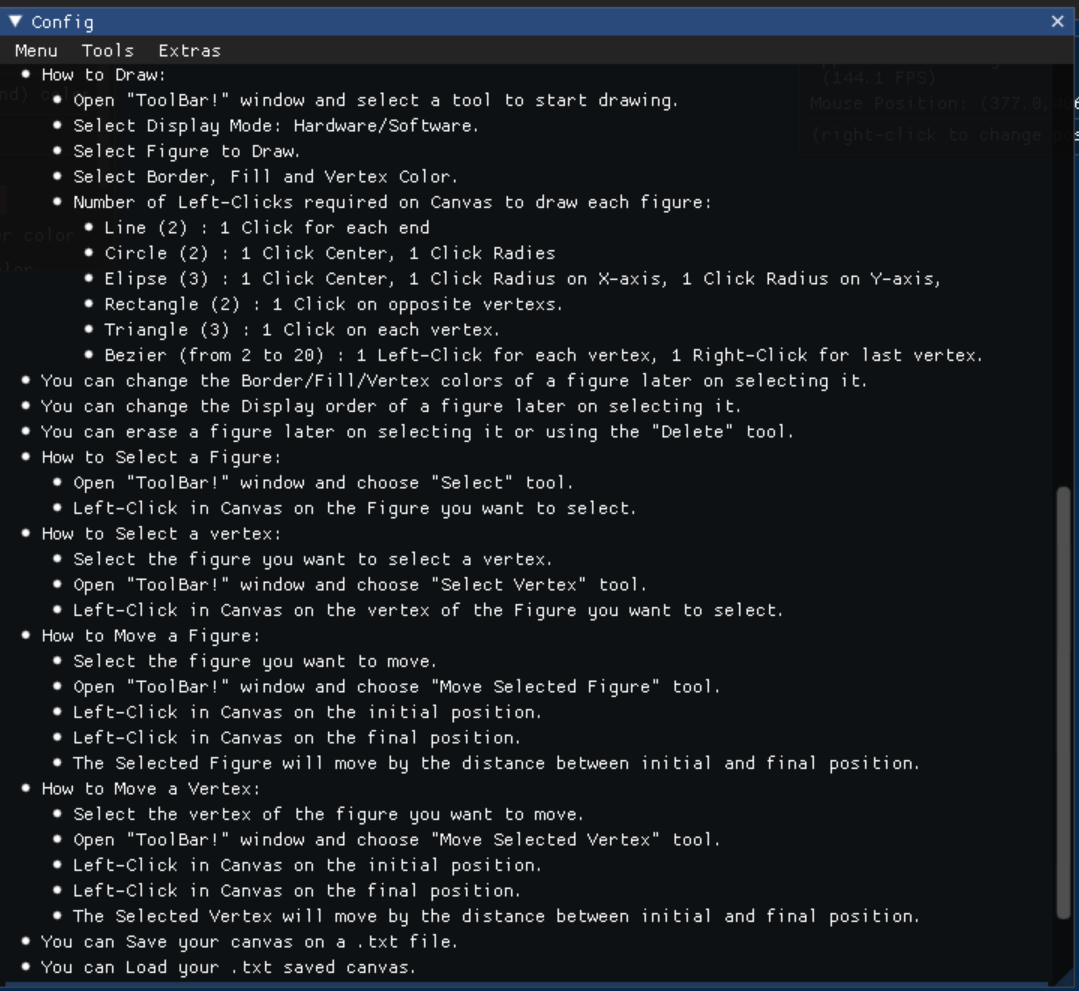 Config
Menu Tools Extras
How to Draw:
Open "ToolBar!" window and select a tool to start drawing.
Select Display Mode: Hardware/Software.
Select Figure to Draw.
Select Border, Fill and Vertex Color.
Number of Left-Clicks required on Canvas to draw each figure:
Line (2) : 1 Click for each end
Circle (2) : 1 Click Center, 1 Click Radies
Elipse (3) : 1 Click Center, 1 Click Radius on X-axis, 1 Click Radius on Y-axis,
Rectangle (2) : 1 Click on opposite vertexs.
Triangle (3) : 1 Click on each vertex.
Bezier (from 2 to 20) : 1 Left-Click for each vertex, 1 Right-Click for last vertex.
You can change the Border/Fill/Vertex colors of a figure later on selecting it.
You can change the Display order of a figure later on selecting it.
You can erase a figure later on selecting it or using the "Delete" tool.
How to Select a Figure:
Open "ToolBar!" window and choose "Select" tool.
Left-Click in Canvas on the Figure you want to select.
How to Select a vertex:
Select the figure you want to select a vertex.
Open "ToolBar!" window and choose "Select Vertex" tool.
Left-Click in Canvas on the vertex of the Figure you want to select.
How to Move a Figure:
Select the figure you want to move.
Open "ToolBar!" window and choose "Move Selected Figure" tool.
Left-Click in Canvas on the initial position.
Left-Click in Canvas on the final position.
The Selected Figure will move by the distance between initial and final position.
How to Move a Vertex:
Select the vertex of the figure you want to move.
Open "ToolBar!" window and choose "Move Selected Vertex" tool.
Left-Click in Canvas on the initial position.
Left-Click in Canvas on the final position.
The Selected Vertex will move by the distance between initial and final position.
You can Save your canvas on a .txt file.
You can Load your .txt saved canvas.
(144.1 FPS)
Mouse Position: (377.0,
(right-click to change